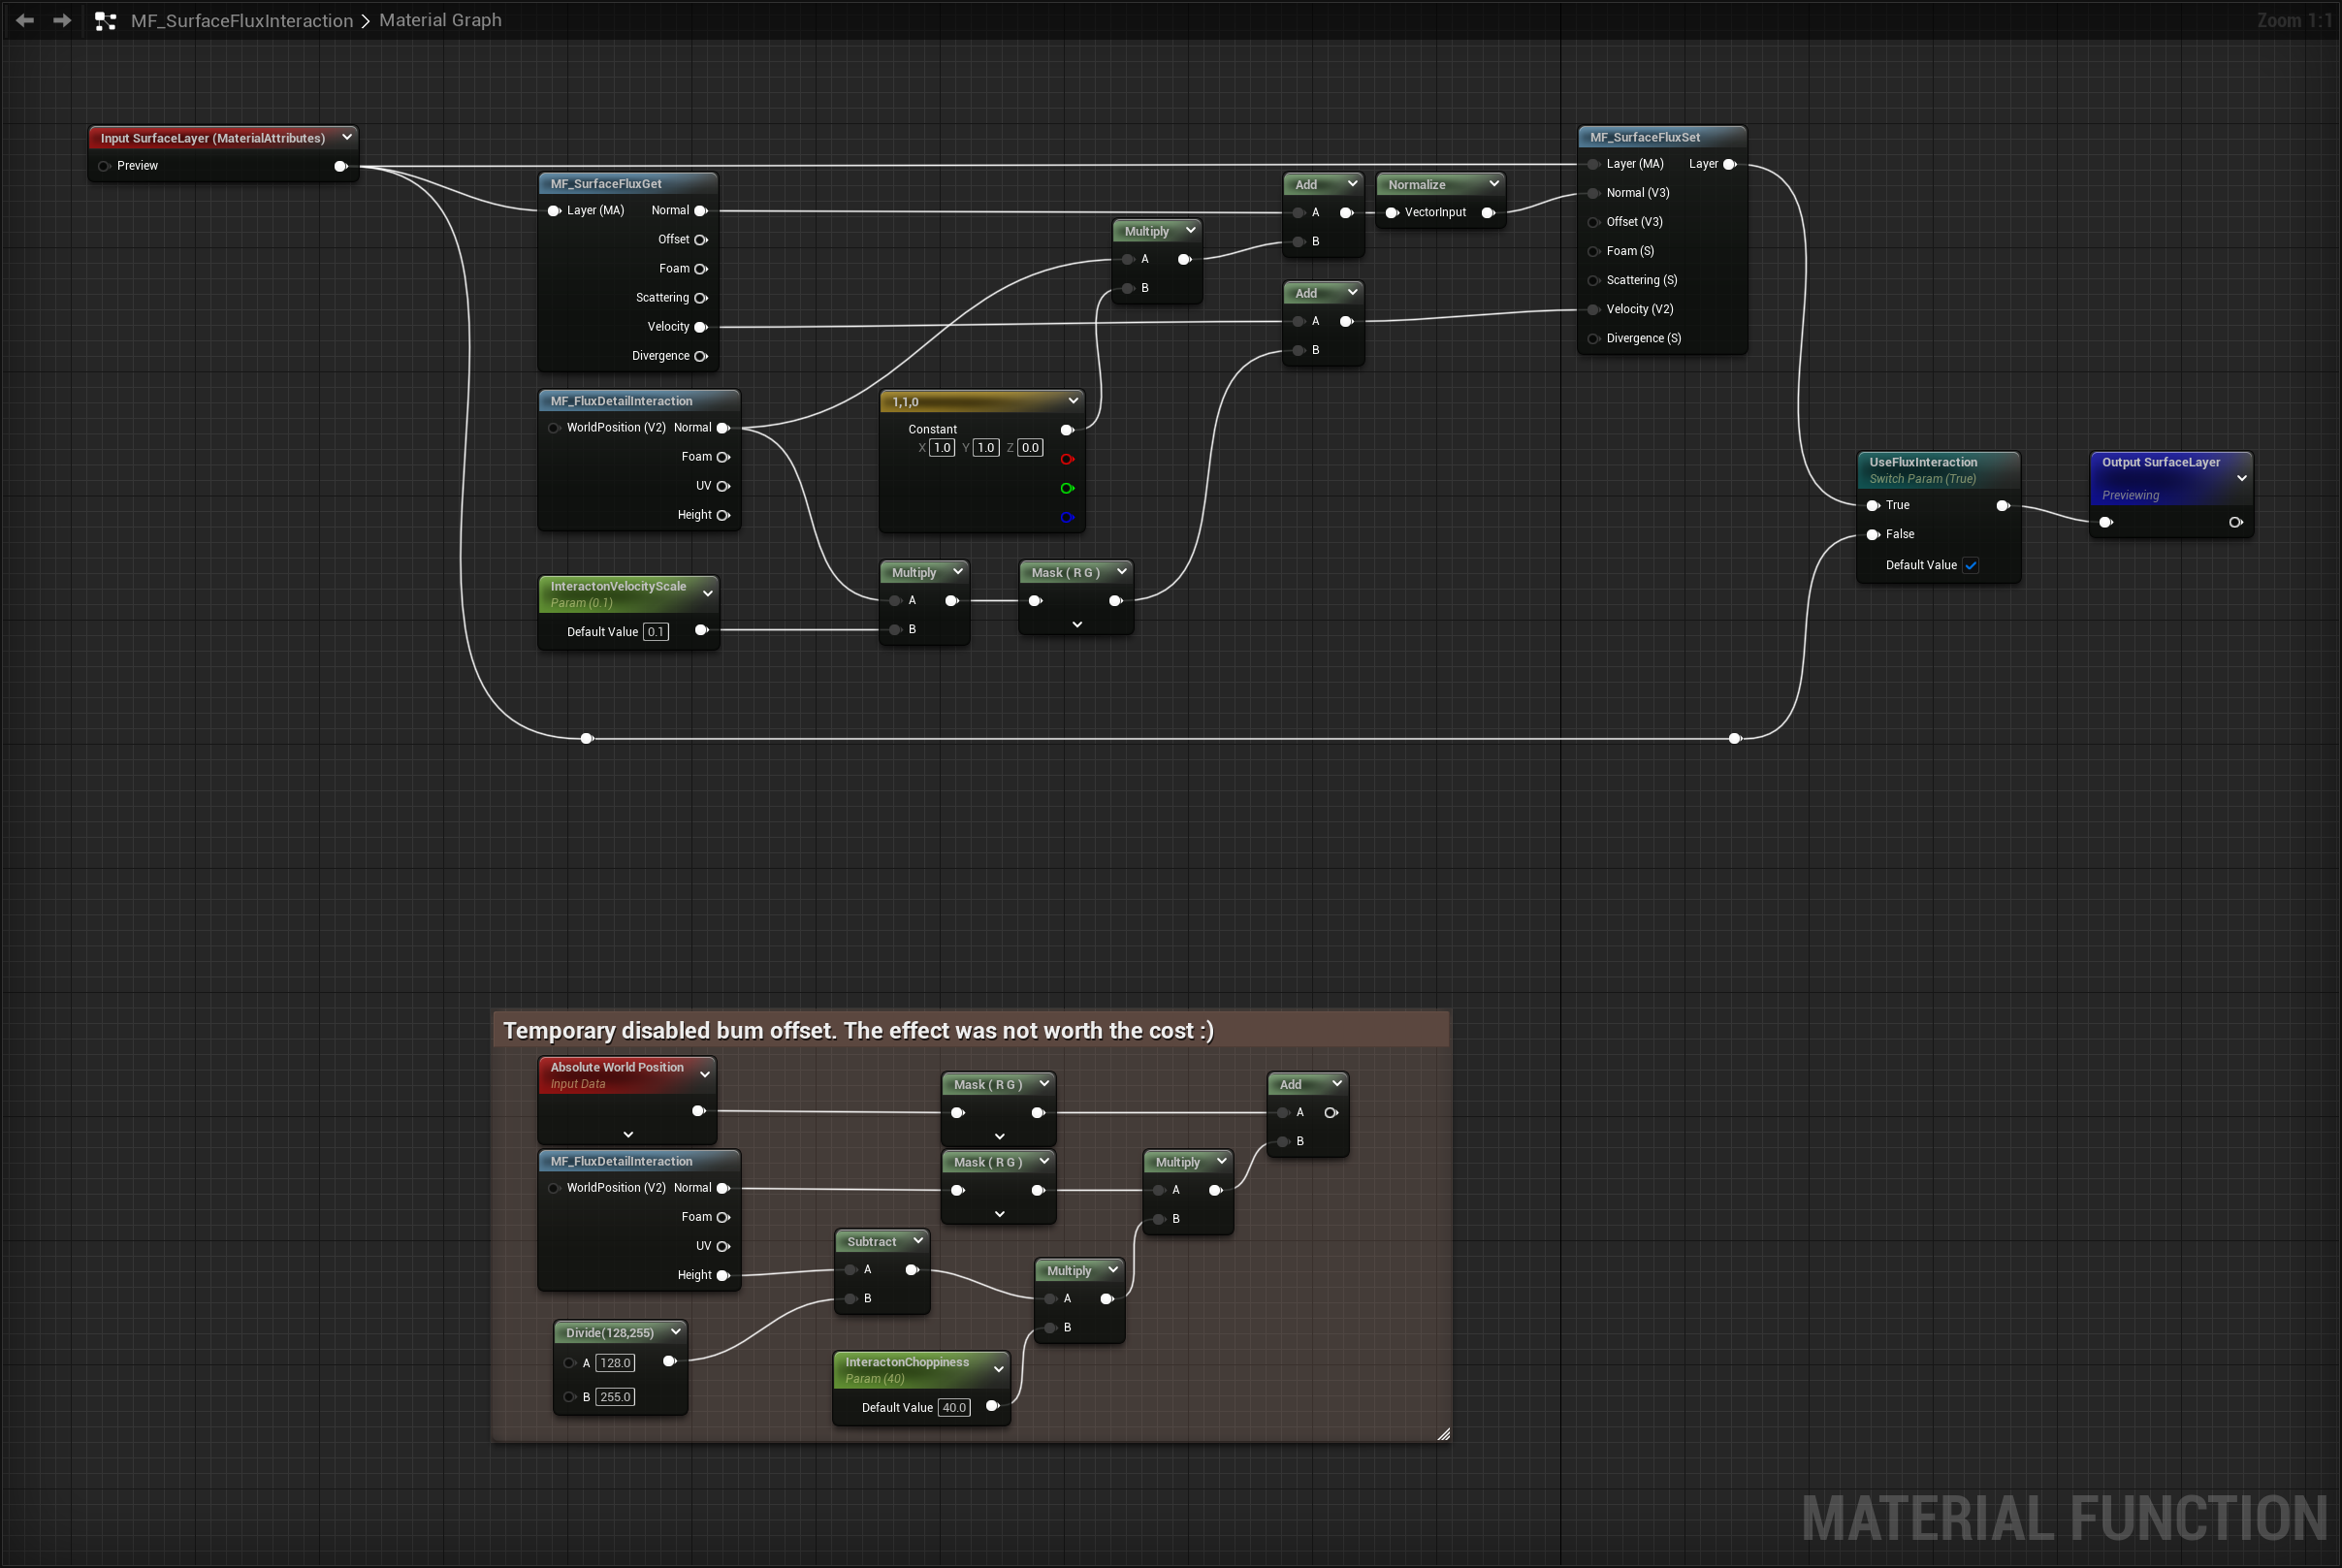 MF_SurfaceFluxInteraction > Material Graph
Zoom 1:1
Input SurfaceLayer (MaterialAttributes)
Preview
MF_SurfaceFluxGet
Layer (MA) Normal
Offset
Foam
Scattering
Velocity
Divergence
MF_FluxDetailInteraction
WorldPosition (V2) Normal
Foam
UV
Height
InteractonVelocityScale
Param (0.1)
Default Value 0.1
1,1,0
Constant
X 1.0 Y 1.0 Z 0.0
Multiply
A
B
Mask ( R G )
Multiply
A
B
Add
A
B
Normalize
VectorInput
Add
A
B
MF_SurfaceFluxSet
Layer (MA) Layer
Normal (V3)
Offset (V3)
Foam (S)
Scattering (S)
Velocity (V2)
Divergence (S)
UseFluxInteraction
Switch Param (True)
True
False
Default Value
Output SurfaceLayer
Previewing
Temporary disabled bum offset. The effect was not worth the cost :)
Absolute World Position
Input Data
MF_FluxDetailInteraction
WorldPosition (V2) Normal
Foam
UV
Height
Divide(128,255)
A 128.0
B 255.0
Subtract
A
B
InteractonChoppiness
Param (40)
Default Value 40.0
Mask ( R G )
Mask ( R G )
Multiply
A
B
Multiply
A
B
Add
A
B
MATERIAL FUNCTION